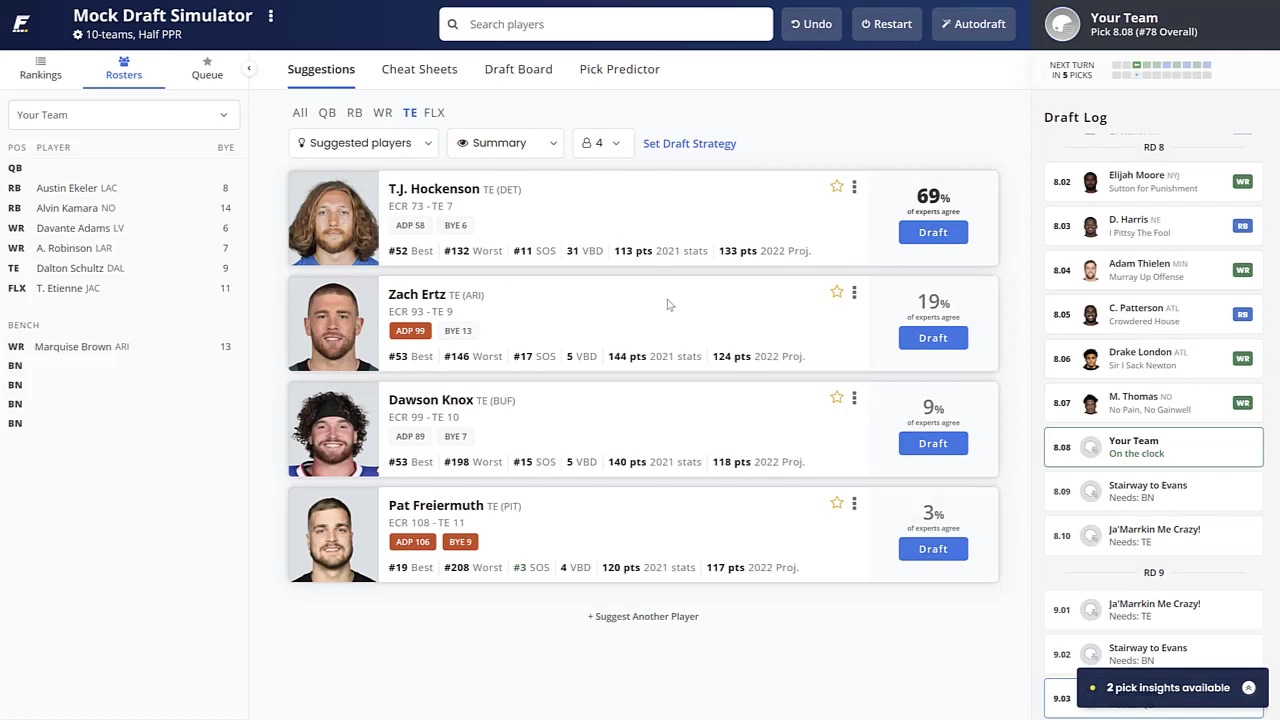 Mock Draft Simulator
10-teams, Half PPR
Search players
Undo
Restart
Autodraft
Your Team
Pick 8.08 (#78 Overall)
Rankings
Rosters
Queue
Suggestions
Cheat Sheets
Draft Board
Pick Predictor
NEXT TURN
IN 5 PICKS
Your Team
POS PLAYER BYE
QB
RB Austin Ekeler LAC 8
RB Alvin Kamara NO 14
WR Davante Adams LV 6
WR A. Robinson LAR 7
TE Dalton Schultz DAL 9
FLX T. Etienne JAC 11
BENCH
WR Marquise Brown ARI 13
BN
BN
BN
BN
All QB RB WR TE FLX
Suggested players
Summary
4
Set Draft Strategy
T.J. Hockenson TE (DET)
ECR 73 - TE 7
ADP 58 BYE 6
#52 Best #132 Worst #11 SOS 31 VBD 113 pts 2021 stats 133 pts 2022 Proj.
69%
of experts agree
Draft
Zach Ertz TE (ARI)
ECR 93 - TE 9
ADP 99 BYE 13
#53 Best #146 Worst #17 SOS 5 VBD 144 pts 2021 stats 124 pts 2022 Proj.
19%
of experts agree
Draft
Dawson Knox TE (BUF)
ECR 99 - TE 10
ADP 89 BYE 7
#53 Best #198 Worst #15 SOS 5 VBD 140 pts 2021 stats 118 pts 2022 Proj.
9%
of experts agree
Draft
Pat Freiermuth TE (PIT)
ECR 108 - TE 11
ADP 106 BYE 9
#19 Best #208 Worst #3 SOS 4 VBD 120 pts 2021 stats 117 pts 2022 Proj.
3%
of experts agree
Draft
+ Suggest Another Player
Draft Log
RD 8
8.02 Elijah Moore NYJ WR
Sutton for Punishment
8.03 D. Harris NE RB
I Pittsy The Fool
8.04 Adam Thielen MIN WR
Murray Up Offense
8.05 C. Patterson ATL RB
Crowdered House
8.06 Drake London ATL WR
Sir I Sack Newton
8.07 M. Thomas NO WR
No Pain, No Gainwell
8.08 Your Team
On the clock
8.09 Stairway to Evans
Needs: BN
8.10 Ja'Marrkin Me Crazy!
Needs: TE
RD 9
9.01 Ja'Marrkin Me Crazy!
Needs: TE
9.02 Stairway to Evans
Needs: BN
9.03
2 pick insights available